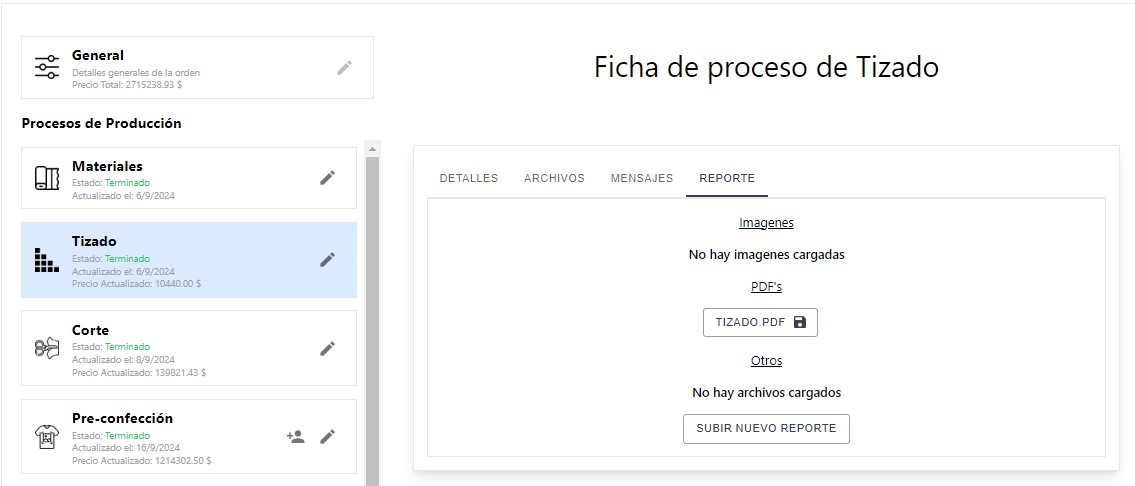 General
Detalles generales de la orden
Precio Total: 2715238.93 $
Procesos de Producción
Materiales
Estado: Terminado
Actualizado el: 6/9/2024
Tizado
Estado: Terminado
Actualizado el: 6/9/2024
Precio Actualizado: 10440.00 $
Corte
Estado: Terminado
Actualizado el: 8/9/2024
Precio Actualizado: 139821.43 $
Pre-confección
Estado: Terminado
Actualizado el: 16/9/2024
Precio Actualizado: 1214302.50 $
Ficha de proceso de Tizado
DETALLES ARCHIVOS MENSAJES REPORTE
Imagenes
No hay imagenes cargadas
PDF's
TIZADO.PDF
Otros
No hay archivos cargados
SUBIR NUEVO REPORTE